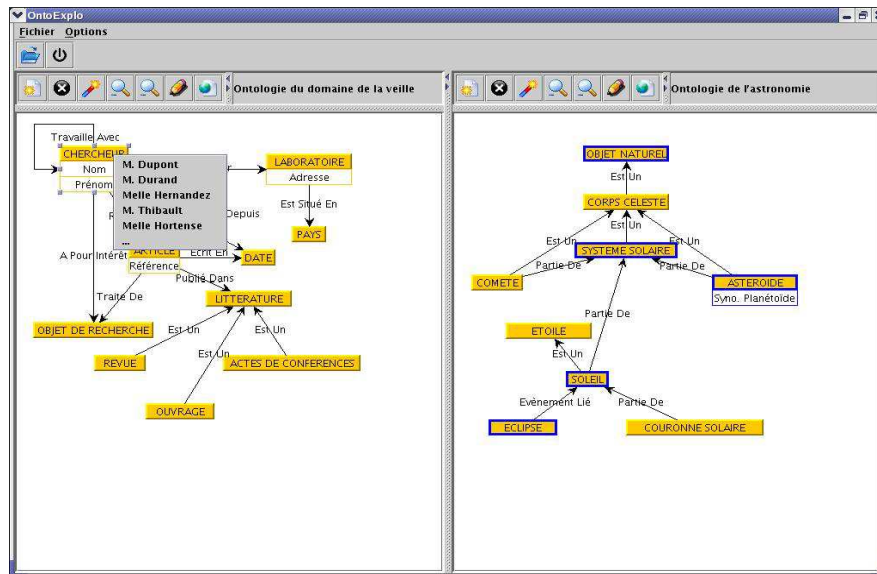 OntoExplo
Fichier Options
Ontologie du domaine de la veille
Travaille Avec
CHERCHEUR
Nom
Prénom
M. Dupont
M. Durand
Melle Hernandez
M. Thibault
Melle Hortense
...
LABORATOIRE
Adresse
Est Situé En
PAYS
Depuis
A Pour Intérêt
ARTICLE
Référence
Ecrit En
DATE
Publié Dans
Traite De
LITTERATURE
OBJET DE RECHERCHE
Est Un
Est Un
Est Un
REVUE
ACTES DE CONFERENCES
OUVRAGE
Ontologie de l'astronomie
OBJET NATUREL
Est Un
CORPS CELESTE
Est Un
Est Un
Est Un
SYSTEME SOLAIRE
Partie De
Partie De
COMETE
ASTEROIDE
Syno. Planétoïde
Partie De
ETOILE
Est Un
SOLEIL
Evènement Lié
Partie De
ECLIPSE
COURONNE SOLAIRE